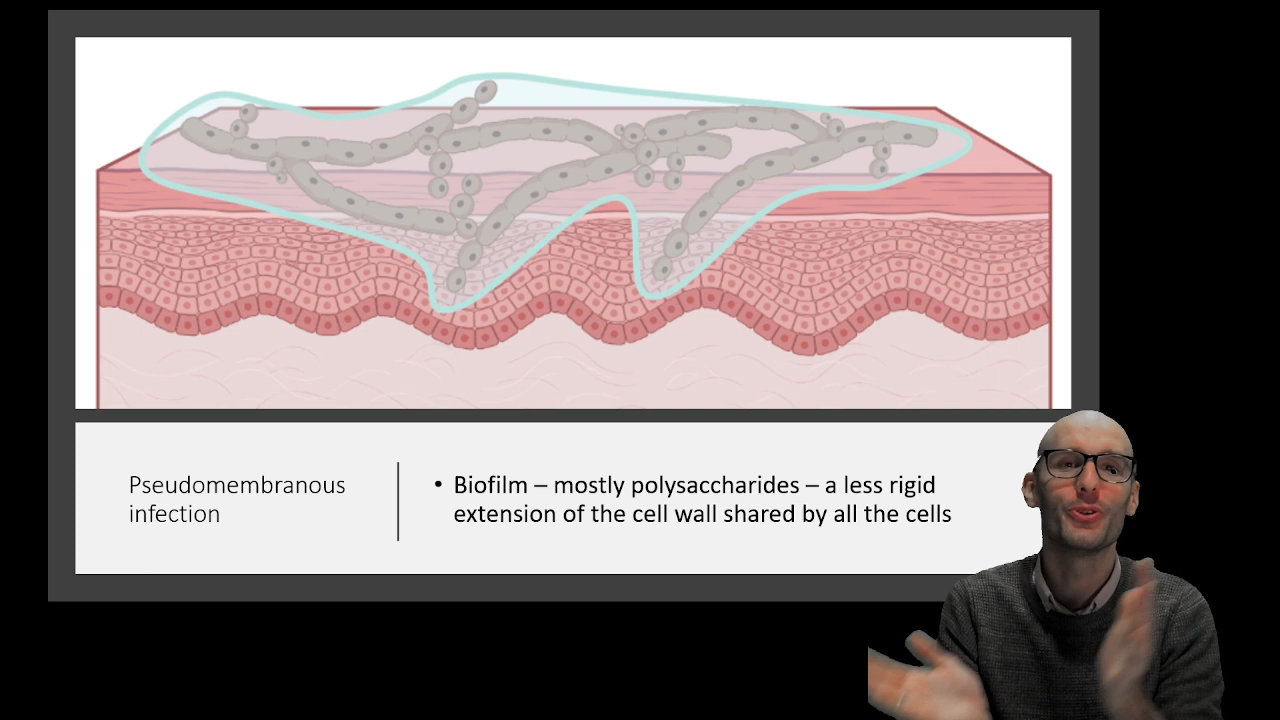 Pseudomembranous
infection
• Biofilm – mostly polysaccharides – a less rigid
extension of the cell wall shared by all the cells